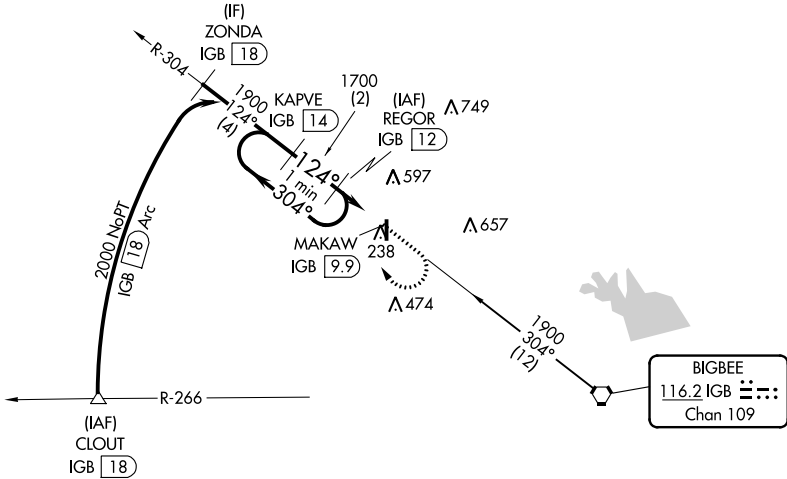 (IF)
ZONDA
IGB 18
R-304
1900
124°
(4)
KAPVE
IGB 14
1700
(2)
(IAF)
REGOR
IGB 12
749
597
124°
1 min
304°
657
MAKAW
IGB 9.9
238
474
2000 NoPT
IGB 18 Arc
1900
304°
(12)
BIGBEE
116.2 IGB
Chan 109
R-266
(IAF)
CLOUT
IGB 18